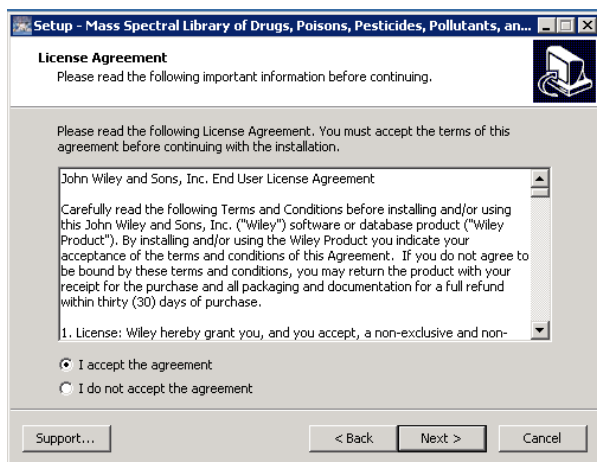 Setup - Mass Spectral Library of Drugs, Poisons, Pesticides, Pollutants, an...
License Agreement
Please read the following important information before continuing.
Please read the following License Agreement. You must accept the terms of this
agreement before continuing with the installation.
John Wiley and Sons, Inc. End User License Agreement
Carefully read the following Terms and Conditions before installing and/or using
this John Wiley and Sons, Inc. ("Wiley") software or database product ("Wiley
Product"). By installing and/or using the Wiley Product you indicate your
acceptance of the terms and conditions of this Agreement.  If you do not agree to
be bound by these terms and conditions, you may return the product with your
receipt for the purchase and all packaging and documentation for a full refund
within thirty (30) days of purchase.
1. License: Wiley hereby grant you, and you accept, a non-exclusive and non-
I accept the agreement
I do not accept the agreement
Support...
< Back
Next >
Cancel